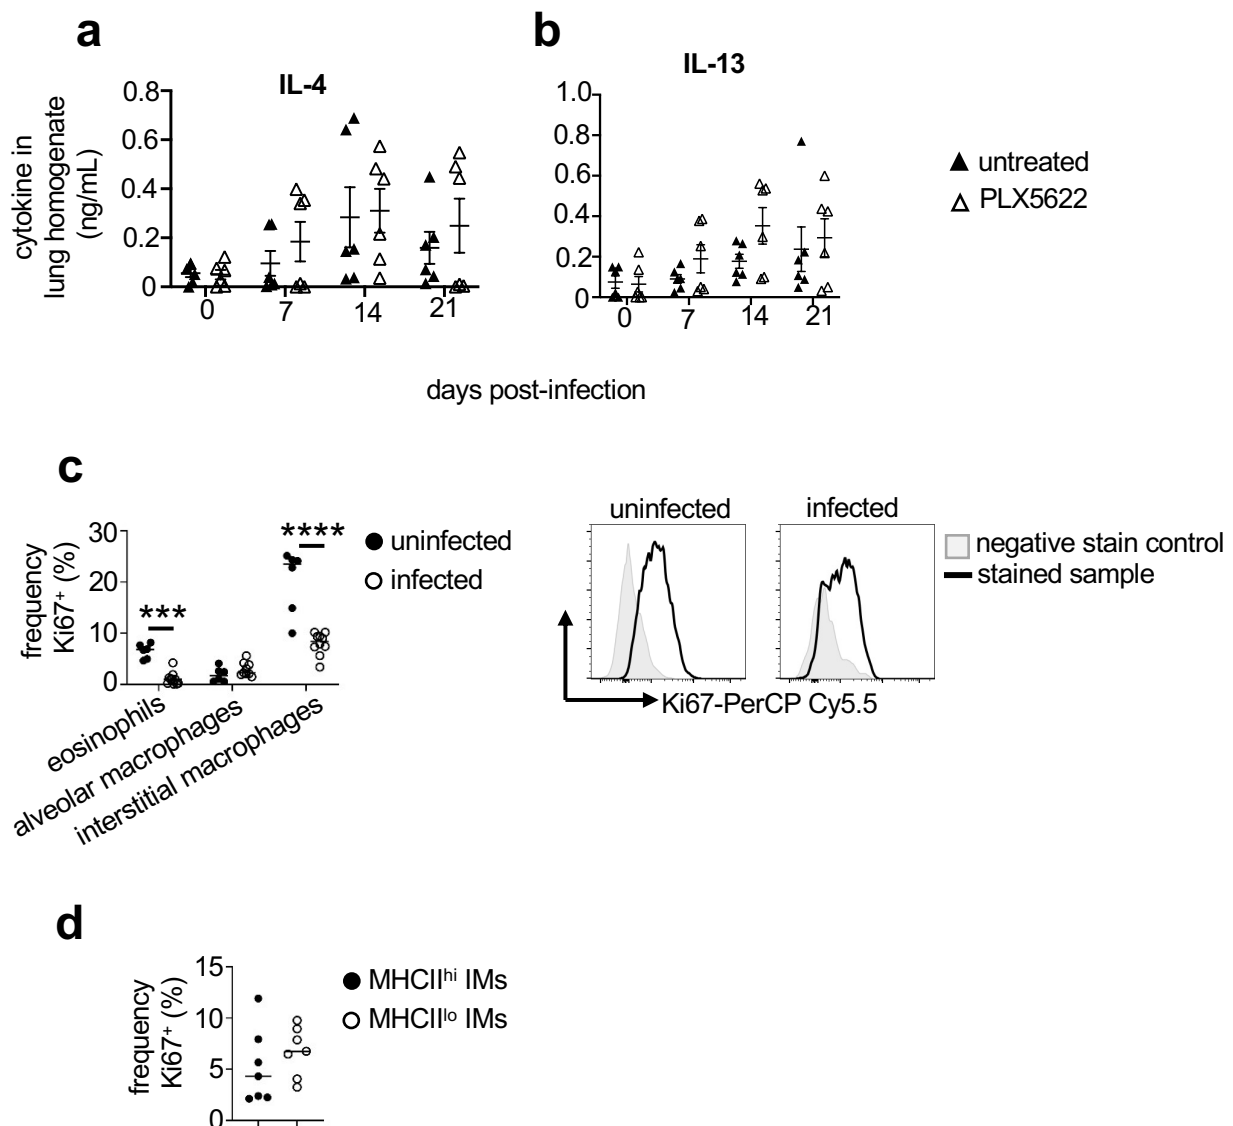 a
IL-4
cytokine in
lung homogenate
(ng/mL)
0.8
0.6
0.4
0.2
0
0 7 14 21
b
IL-13
1.0
0.8
0.6
0.4
0.2
0
0 7 14 21
untreated
PLX5622
days post-infection
c
frequency
Ki67⁺ (%)
30
20
10
0
***
****
eosinophils
alveolar macrophages
interstitial macrophages
uninfected
infected
uninfected
infected
Ki67-PerCP Cy5.5
negative stain control
stained sample
d
frequency
Ki67⁺ (%)
15
10
5
0
MHCIIʰⁱ IMs
MHCIIˡᵒ IMs